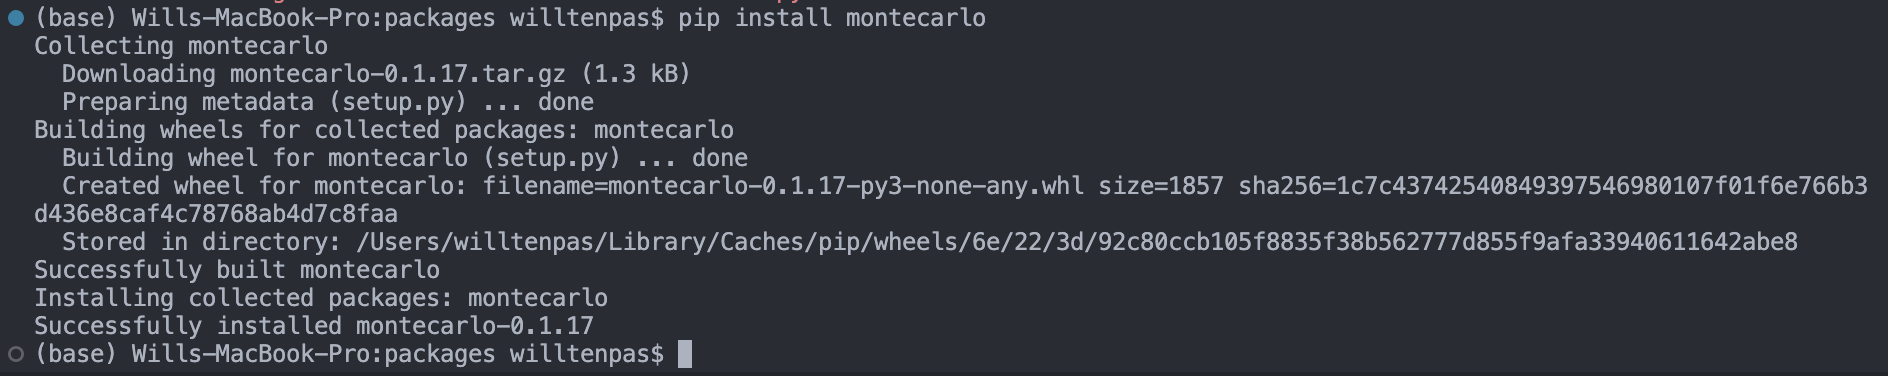 (base) Wills-MacBook-Pro:packages willtenpas$ pip install montecarlo
Collecting montecarlo
  Downloading montecarlo-0.1.17.tar.gz (1.3 kB)
  Preparing metadata (setup.py) ... done
Building wheels for collected packages: montecarlo
  Building wheel for montecarlo (setup.py) ... done
  Created wheel for montecarlo: filename=montecarlo-0.1.17-py3-none-any.whl size=1857 sha256=1c7c437425408493975469801​07f01f6e766b3
d436e8caf4c78768ab4d7c8faa
  Stored in directory: /Users/willtenpas/Library/Caches/pip/wheels/6e/22/3d/92c80ccb105f8835f38b562777d855f9afa33940611642abe8
Successfully built montecarlo
Installing collected packages: montecarlo
Successfully installed montecarlo-0.1.17
(base) Wills-MacBook-Pro:packages willtenpas$